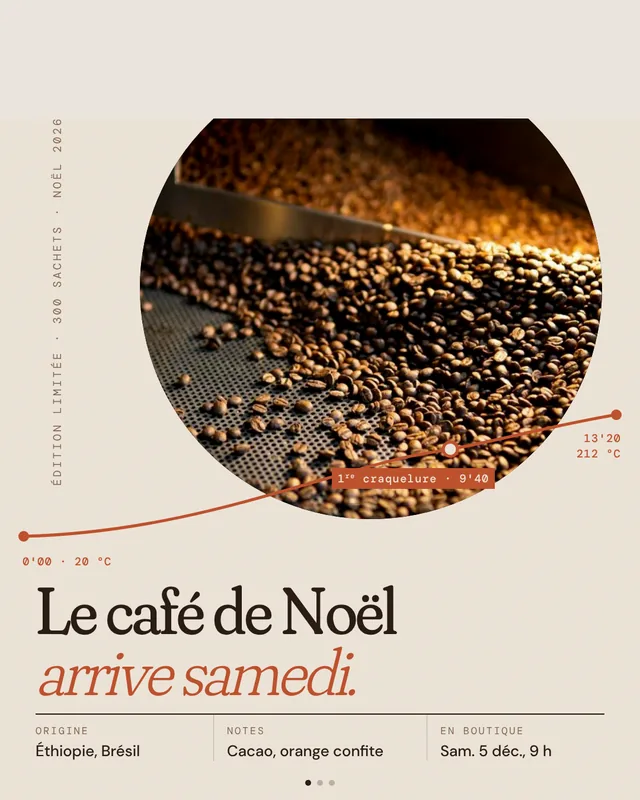 ÉDITION LIMITÉE · 300 SACHETS · NOËL 2026
13'20
212 °C
1ʳᵉ craquelure · 9'40
0'00 · 20 °C
Le café de Noël
arrive samedi.
ORIGINE
Éthiopie, Brésil
NOTES
Cacao, orange confite
EN BOUTIQUE
Sam. 5 déc., 9 h